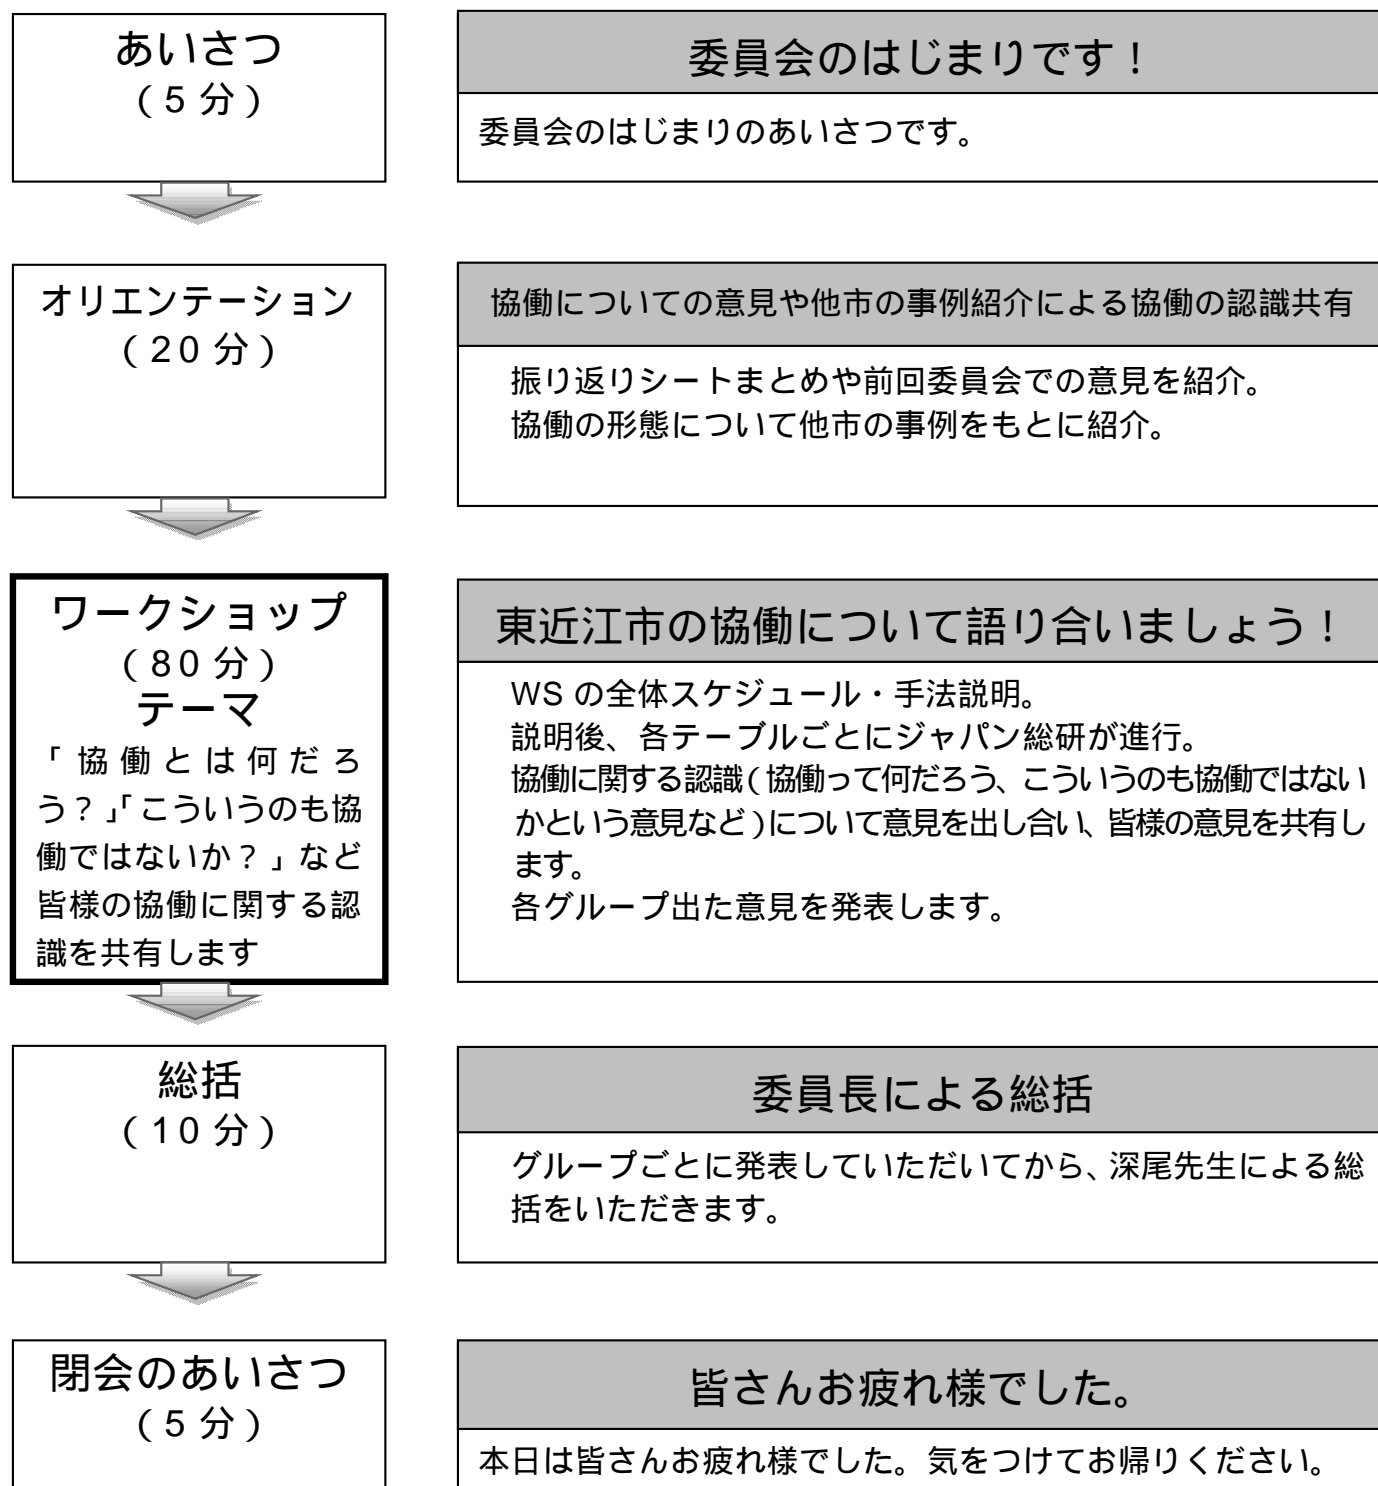 あいさつ
（5 分）
委員会のはじまりです！
委員会のはじまりのあいさつです。
オリエンテーション
（20 分）
協働についての意見や他市の事例紹介による協働の認識共有
振り返りシートまとめや前回委員会での意見を紹介。
協働の形態について他市の事例をもとに紹介。
ワークショップ
（80 分）
テーマ
「協働とは何だろ
う？」「こういうのも協
働ではないか？」など
皆様の協働に関する認
識を共有します
東近江市の協働について語り合いましょう！
WS の全体スケジュール・手法説明。
説明後、各テーブルごとにジャパン総研が進行。
協働に関する認識（協働って何だろう、こういうのも協働ではない
かという意見など）について意見を出し合い、皆様の意見を共有し
ます。
各グループ出た意見を発表します。
総括
（10 分）
委員長による総括
グループごとに発表していただいてから、深尾先生による総
括をいただきます。
閉会のあいさつ
（5 分）
皆さんお疲れ様でした。
本日は皆さんお疲れ様でした。気をつけてお帰りください。